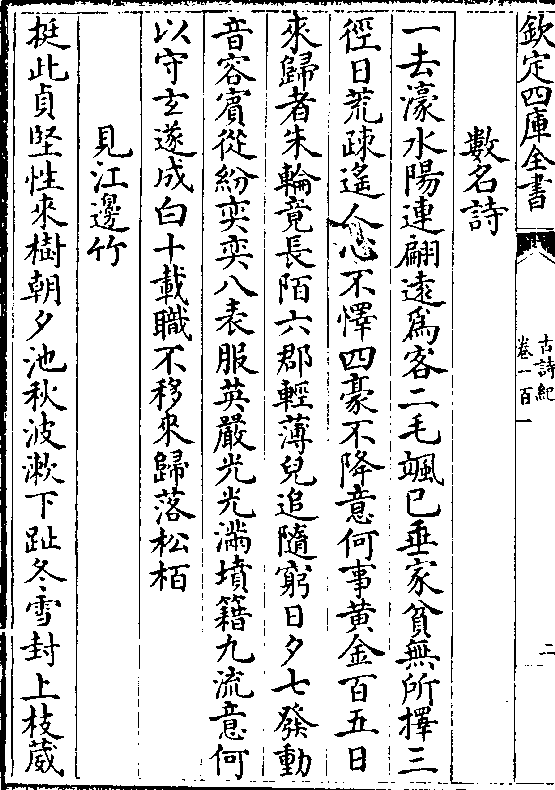 欽定四庫全書
古詩紀
卷一百一
二
數名詩
一去濠水陽連翩遠爲客二毛颯已垂家貧無所擇三
徑日荒疎遙人心不懌四豪不降意何事黄金百五日
來歸者朱輪竟長陌六郡輕薄兒追隨窮日夕七發動
音容賓從紛奕奕八表服英嚴光光滿墳籍九流意何
以守玄遂成白十載職不移來歸落松栢
見江邊竹
挺此貞堅性來樹朝夕池秋波漱下趾冬雪封上枝葳